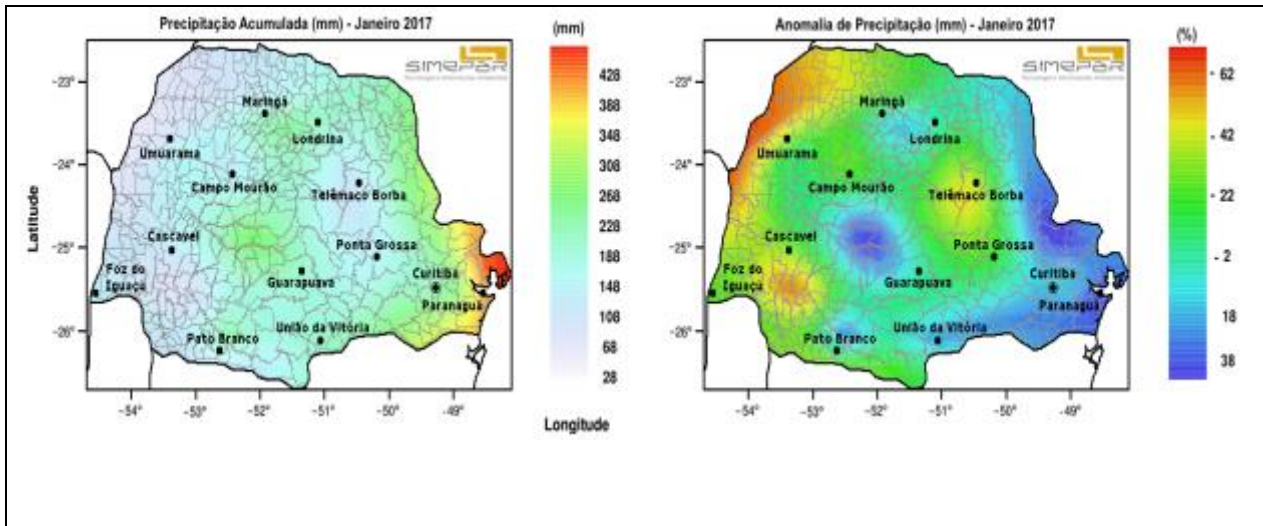 Precipitação Acumulada (mm) - Janeiro 2017
(mm)
SIMEPAR
-23°
-24°
-25°
-26°
Latitude
Maringá
Londrina
Umuarama
Campo Mourão
Telêmaco Borba
Cascavel
Ponta Grossa
Foz do
Iguaçu
Guarapuava
Curitiba
Paranaguá
Pato Branco
União da Vitória
428
388
348
308
268
228
188
148
108
68
28
-54°
-53°
-52°
-51°
-50°
-49°
Longitude
Anomalia de Precipitação (mm) - Janeiro 2017
(%)
SIMEPAR
-23°
-24°
-25°
-26°
Maringá
Londrina
Umuarama
Campo Mourão
Telêmaco Borba
Cascavel
Ponta Grossa
Foz do
Iguaçu
Guarapuava
Curitiba
Paranaguá
Pato Branco
União da Vitória
- 62
- 42
- 22
- 2
18
38
-54°
-53°
-52°
-51°
-50°
-49°